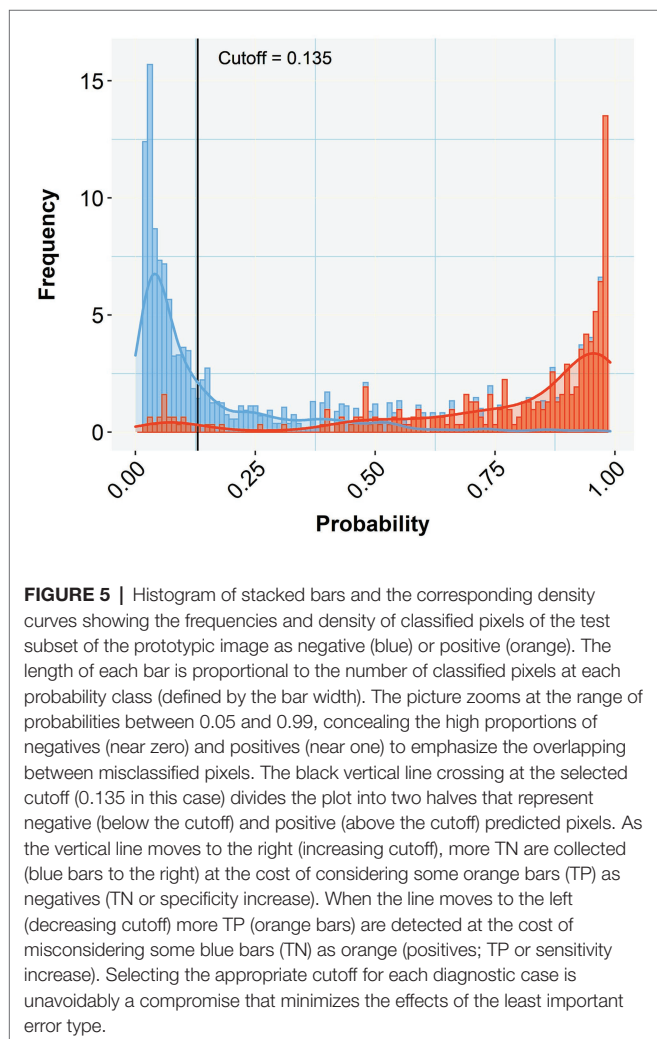 Cutoff = 0.135
15
10
5
0
Frequency
0.00
0.25
0.50
0.75
1.00
Probability
FIGURE 5 | Histogram of stacked bars and the corresponding density
curves showing the frequencies and density of classified pixels of the test
subset of the prototypic image as negative (blue) or positive (orange). The
length of each bar is proportional to the number of classified pixels at each
probability class (defined by the bar width). The picture zooms at the range of
probabilities between 0.05 and 0.99, concealing the high proportions of
negatives (near zero) and positives (near one) to emphasize the overlapping
between misclassified pixels. The black vertical line crossing at the selected
cutoff (0.135 in this case) divides the plot into two halves that represent
negative (below the cutoff) and positive (above the cutoff) predicted pixels. As
the vertical line moves to the right (increasing cutoff), more TN are collected
(blue bars to the right) at the cost of considering some orange bars (TP) as
negatives (TN or specificity increase). When the line moves to the left
(decreasing cutoff) more TP (orange bars) are detected at the cost of
misconsidering some blue bars (TN) as orange (positives; TP or sensitivity
increase). Selecting the appropriate cutoff for each diagnostic case is
unavoidably a compromise that minimizes the effects of the least important
error type.